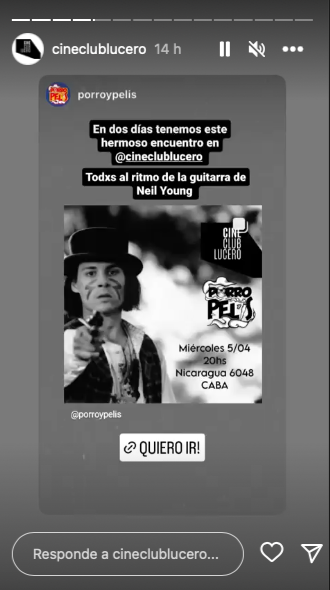 cineclublucero 14 h
porroypelis
En dos días tenemos este
hermoso encuentro en
@cineclublucero
Todxs al ritmo de la guitarra de
Neil Young
CINE
CLUB
LUCERO
PORRO
Y PELIS
Miércoles 5/04
20hs
Nicaragua 6048
CABA
@porroypelis
QUIERO IR!
Responde a cineclublucero...